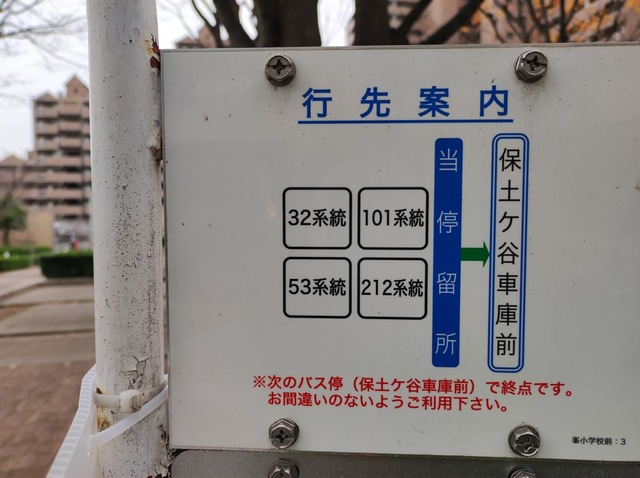 行先案内
32系統
101系統
53系統
212系統
当停留所
保土ケ谷車庫前
※次のバス停（保土ケ谷車庫前）で終点です。
お間違いのないようご利用下さい。
峯小学校前：3